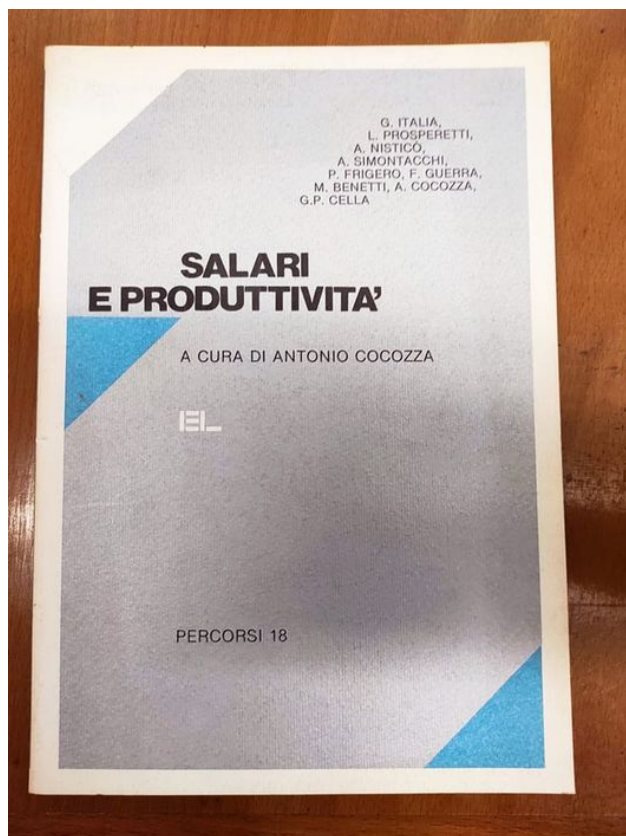 G. ITALIA,
L. PROSPERETTI,
A. NISTICÒ,
A. SIMONTACCHI,
P. FRIGERO, F. GUERRA,
M. BENETTI, A. COCOZZA,
G.P. CELLA
SALARI
E PRODUTTIVITA'
A CURA DI ANTONIO COCOZZA
EL
PERCORSI 18